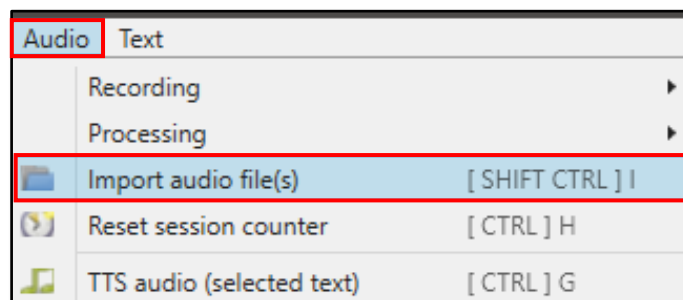 Audio Text
Recording
Processing
Import audio file(s) [ SHIFT CTRL ] I
Reset session counter [ CTRL ] H
TTS audio (selected text) [ CTRL ] G